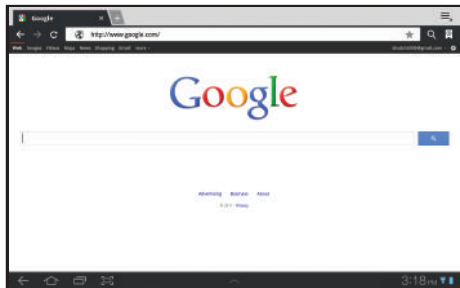 Google
http://www.google.com/
Web Images Videos Maps News Shopping Gmail more
Google
Advertising Business About
Privacy
3:18 PM